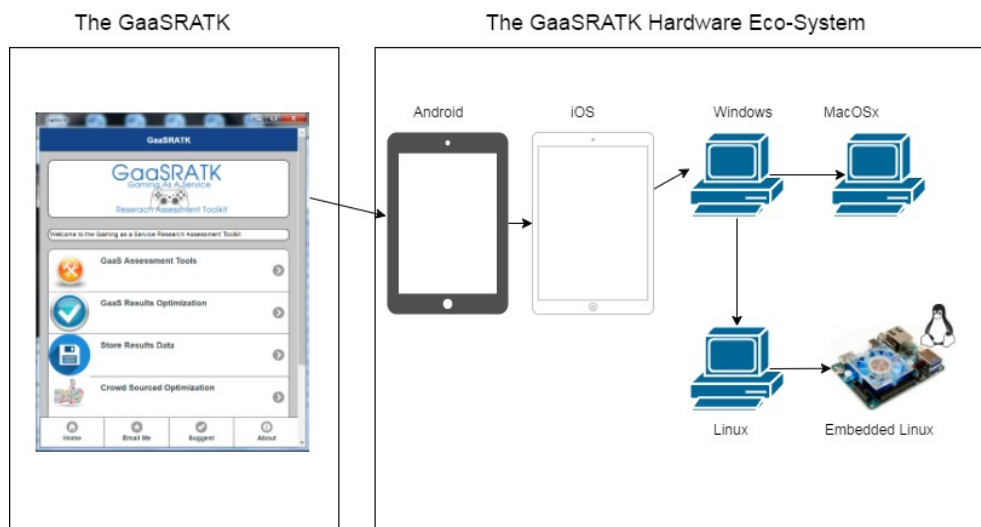 The GaaSRATK
The GaaSRATK Hardware Eco-System
GaaSRATK
GaaSRATK
Gaming As A Service
Reserach Assessment Toolkit
Welcome to the Gaming as a Service Research Assessment Toolkit
GaaS Assessment Tools
GaaS Results Optimization
Store Results Data
Crowd Sourced Optimization
Home
Email Me
Suggest
About
Android
iOS
Windows
MacOSx
Linux
Embedded Linux